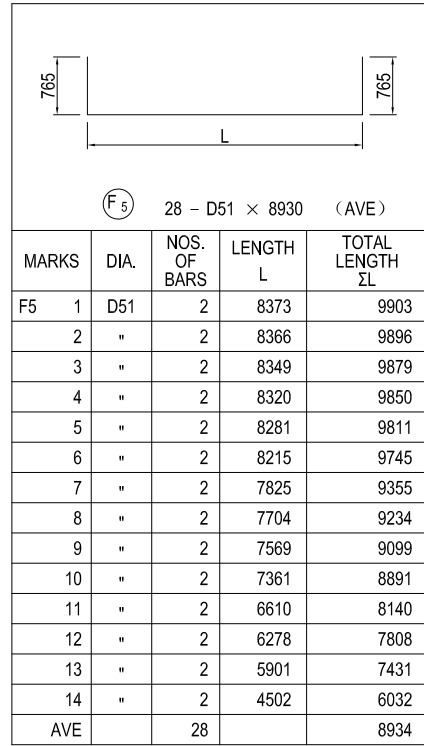 765
765
L
F 5 28 – D51 × 8930 （AVE）
MARKS DIA. NOS. OF BARS LENGTH L TOTAL LENGTH ΣL
F5 1 D51 2 8373 9903
2 " 2 8366 9896
3 " 2 8349 9879
4 " 2 8320 9850
5 " 2 8281 9811
6 " 2 8215 9745
7 " 2 7825 9355
8 " 2 7704 9234
9 " 2 7569 9099
10 " 2 7361 8891
11 " 2 6610 8140
12 " 2 6278 7808
13 " 2 5901 7431
14 " 2 4502 6032
AVE 28 8934